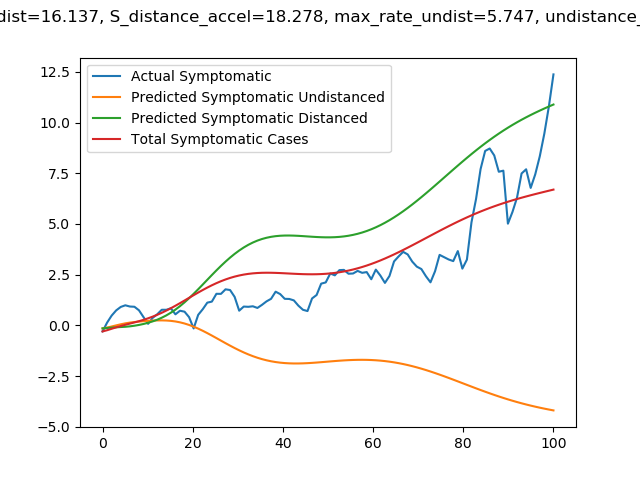 dist=16.137, S_distance_accel=18.278, max_rate_undist=5.747, undistance_
Actual Symptomatic
Predicted Symptomatic Undistanced
Predicted Symptomatic Distanced
Total Symptomatic Cases
12.5
10.0
7.5
5.0
2.5
0.0
−2.5
−5.0
0 20 40 60 80 100